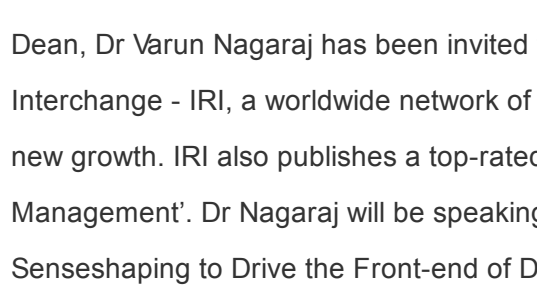 Dean, Dr Varun Nagaraj has been invited
Interchange - IRI, a worldwide network of
new growth. IRI also publishes a top-rated
Management’. Dr Nagaraj will be speaking
Senseshaping to Drive the Front-end of D